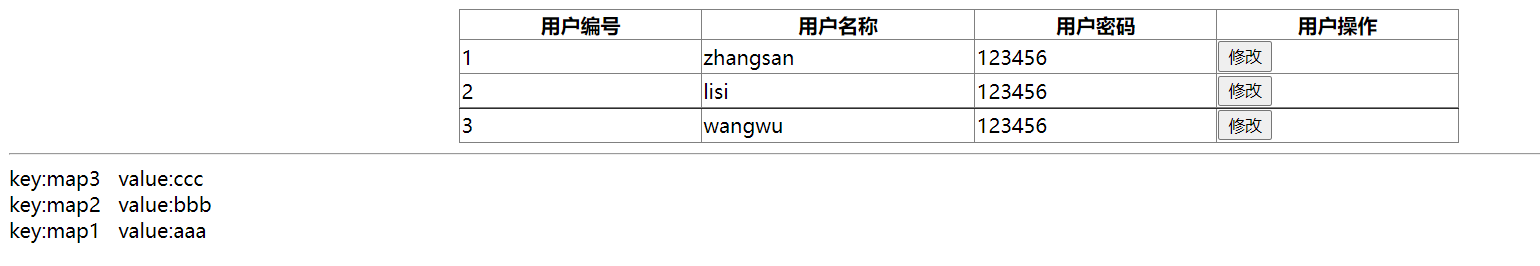 用户编号 用户名称 用户密码 用户操作
1 zhangsan 123456 修改
2 lisi 123456 修改
3 wangwu 123456 修改
key:map3 value:ccc
key:map2 value:bbb
key:map1 value:aaa